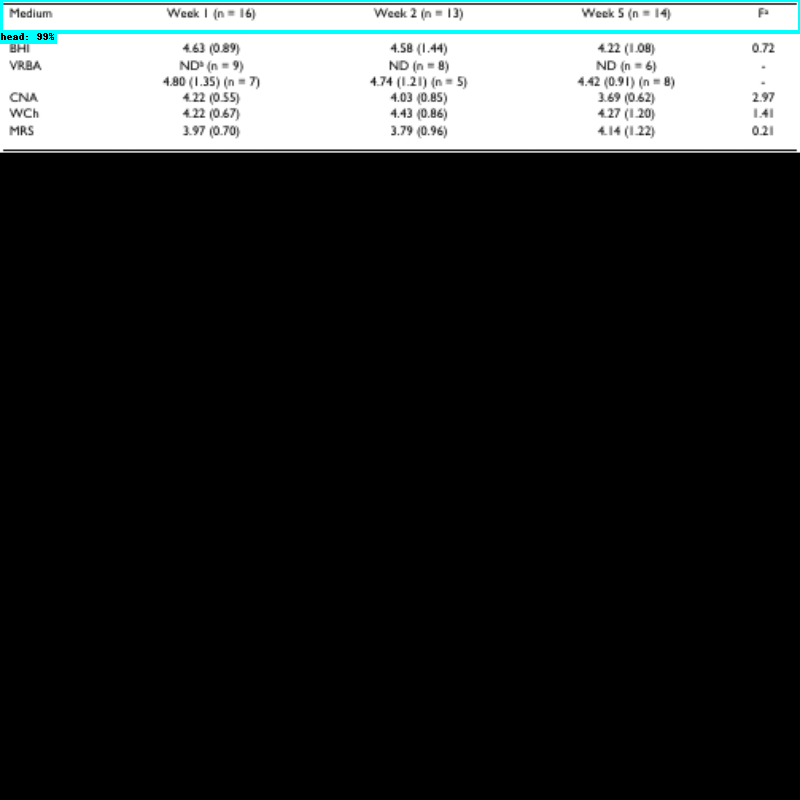 Medium Week 1 (n = 16) Week 2 (n = 13) Week 5 (n = 14) Fᵃ
head: 99%
BHI 4.63 (0.89) 4.58 (1.44) 4.22 (1.08) 0.72
VRBA NDᵇ (n = 9) ND (n = 8) ND (n = 6) -
4.80 (1.35) (n = 7) 4.74 (1.21) (n = 5) 4.42 (0.91) (n = 8) -
CNA 4.22 (0.55) 4.03 (0.85) 3.69 (0.62) 2.97
WCh 4.22 (0.67) 4.43 (0.86) 4.27 (1.20) 1.41
MRS 3.97 (0.70) 3.79 (0.96) 4.14 (1.22) 0.21